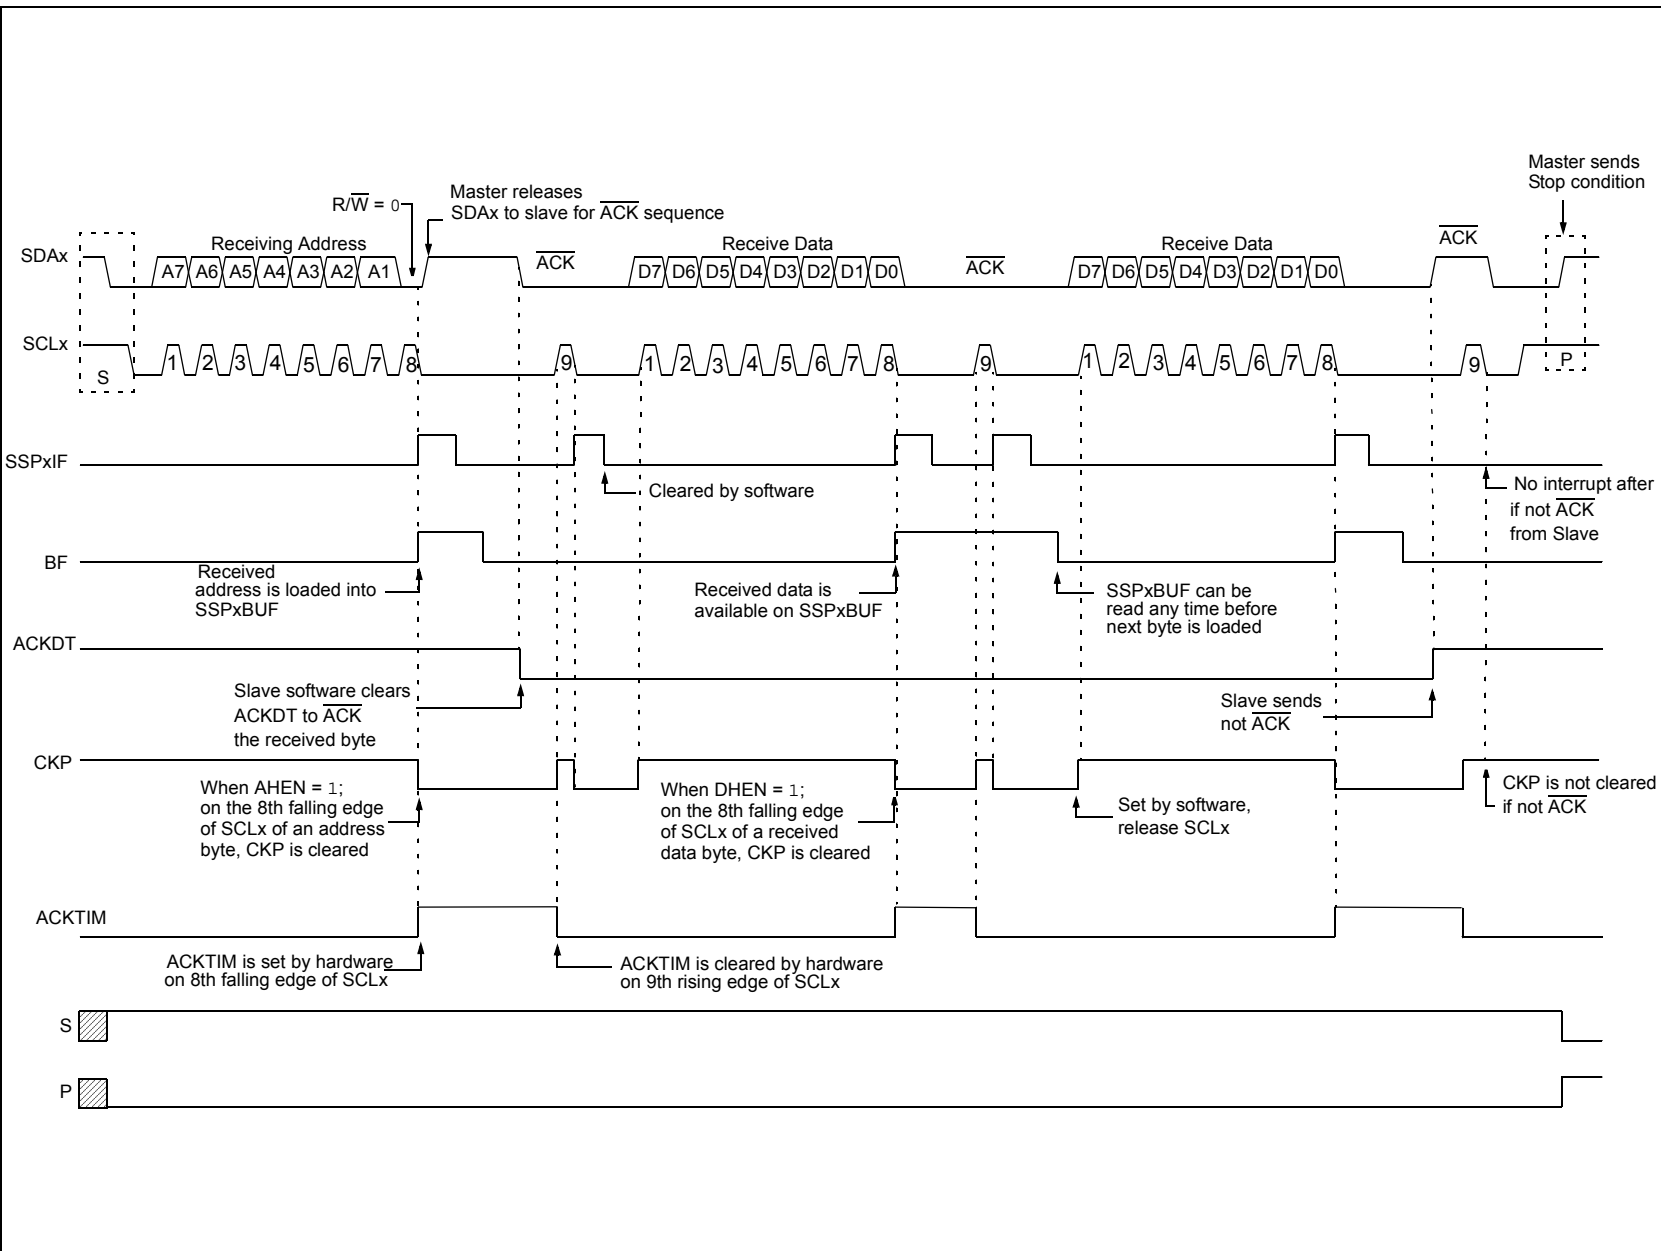 Master sends
Stop condition
R/W = 0
Master releases
SDAx to slave for ACK sequence
SDAx
Receiving Address
ACK
Receive Data
ACK
Receive Data
ACK
A7 A6 A5 A4 A3 A2 A1
D7 D6 D5 D4 D3 D2 D1 D0
D7 D6 D5 D4 D3 D2 D1 D0
SCLx
S
1 2 3 4 5 6 7 8 9
1 2 3 4 5 6 7 8 9
1 2 3 4 5 6 7 8 9
P
SSPxIF
Cleared by software
No interrupt after
if not ACK
from Slave
BF
Received
address is loaded into
SSPxBUF
Received data is
available on SSPxBUF
SSPxBUF can be
read any time before
next byte is loaded
ACKDT
Slave software clears
ACKDT to ACK
the received byte
Slave sends
not ACK
CKP
When AHEN = 1;
on the 8th falling edge
of SCLx of an address
byte, CKP is cleared
When DHEN = 1;
on the 8th falling edge
of SCLx of a received
data byte, CKP is cleared
Set by software,
release SCLx
CKP is not cleared
if not ACK
ACKTIM
ACKTIM is set by hardware
on 8th falling edge of SCLx
ACKTIM is cleared by hardware
on 9th rising edge of SCLx
S
P